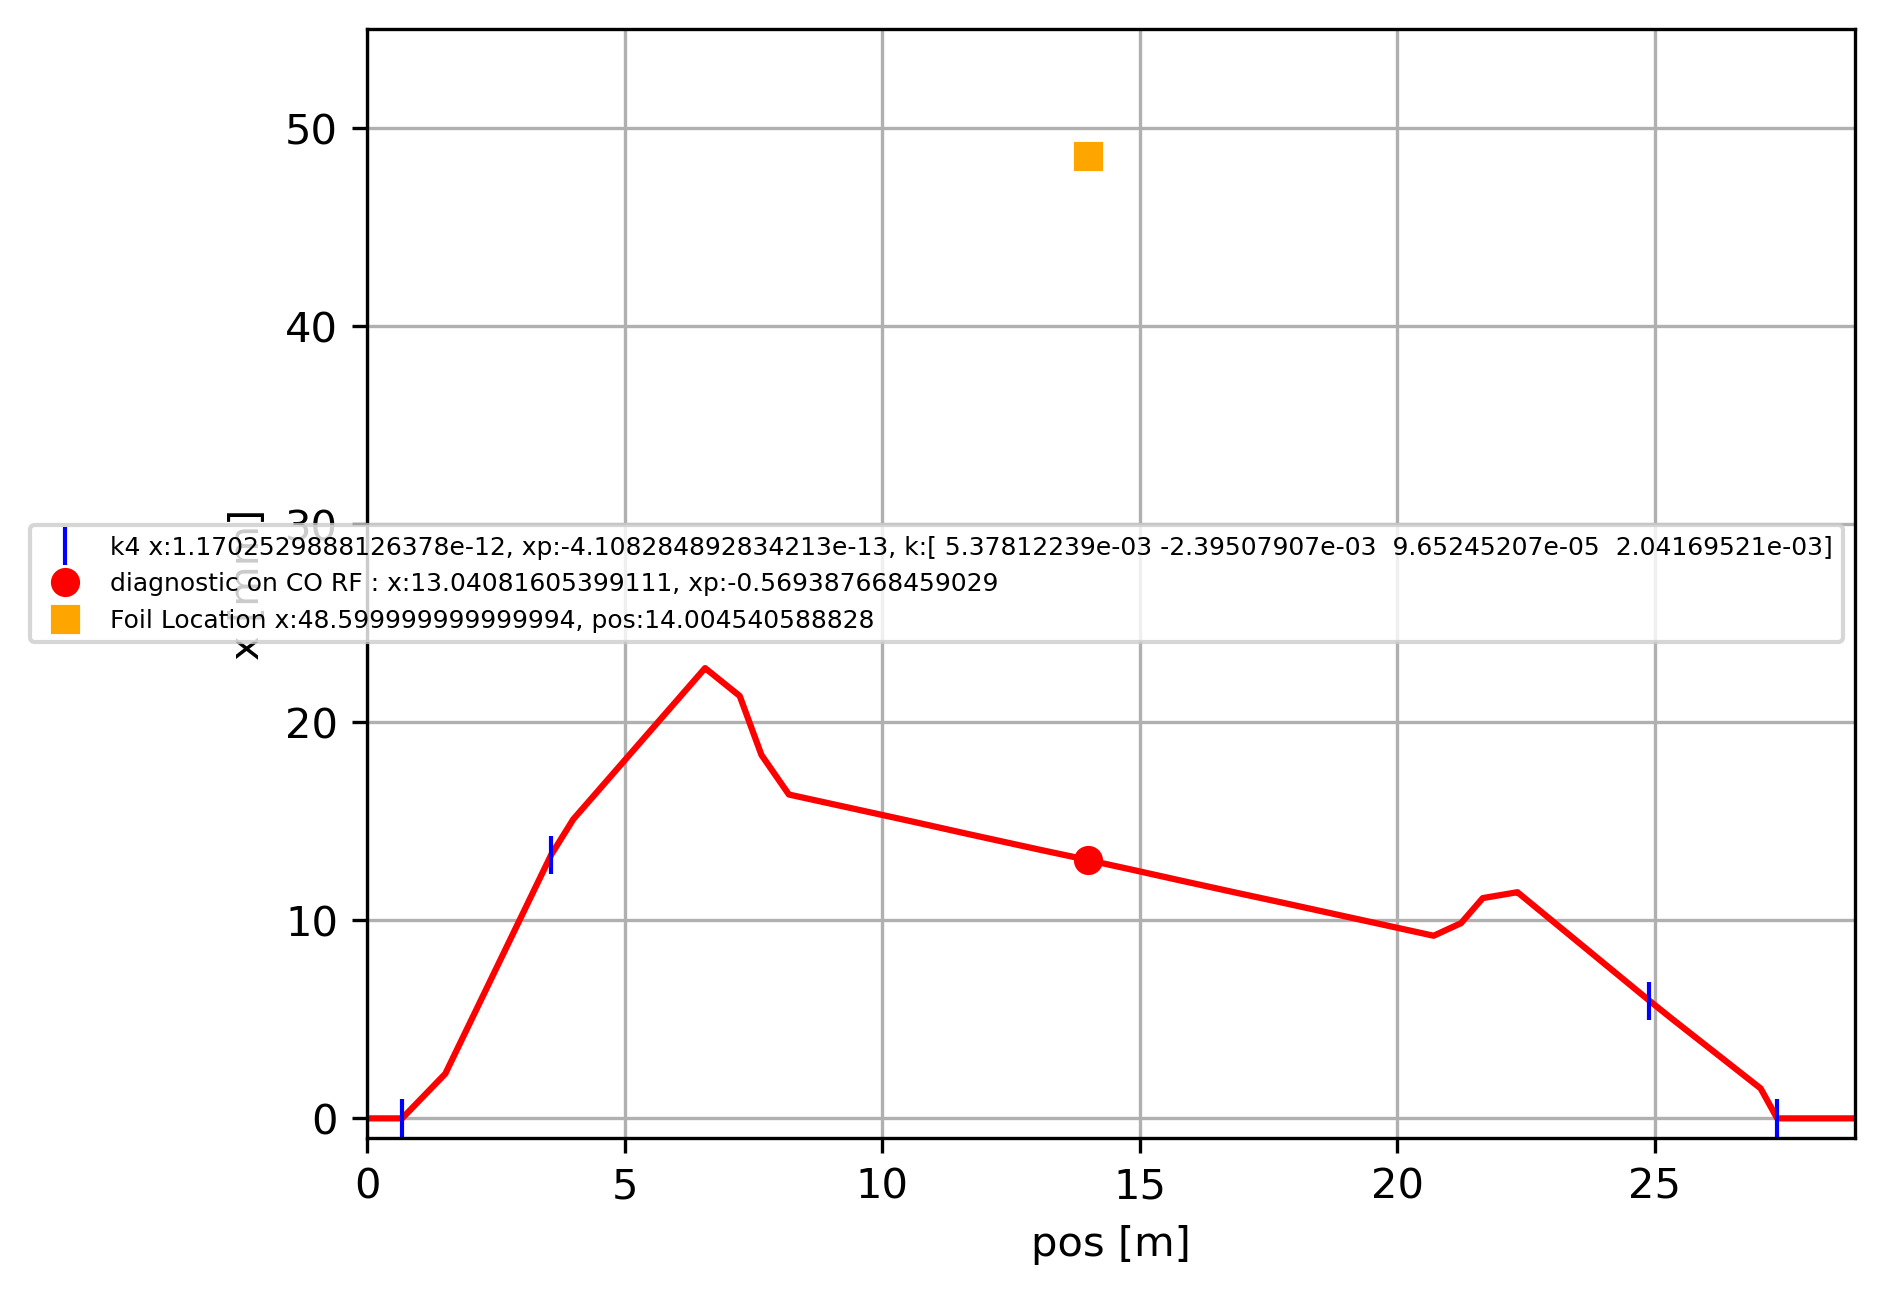 50
40
30
20
10
0
x [mm]
k4 x:1.1702529888126378e-12, xp:-4.108284892834213e-13, k:[ 5.37812239e-03 -2.39507907e-03  9.65245207e-05  2.04169521e-03]
diagnostic on CO RF : x:13.04081605399111, xp:-0.569387668459029
Foil Location x:48.599999999999994, pos:14.004540588828
0 5 10 15 20 25
pos [m]